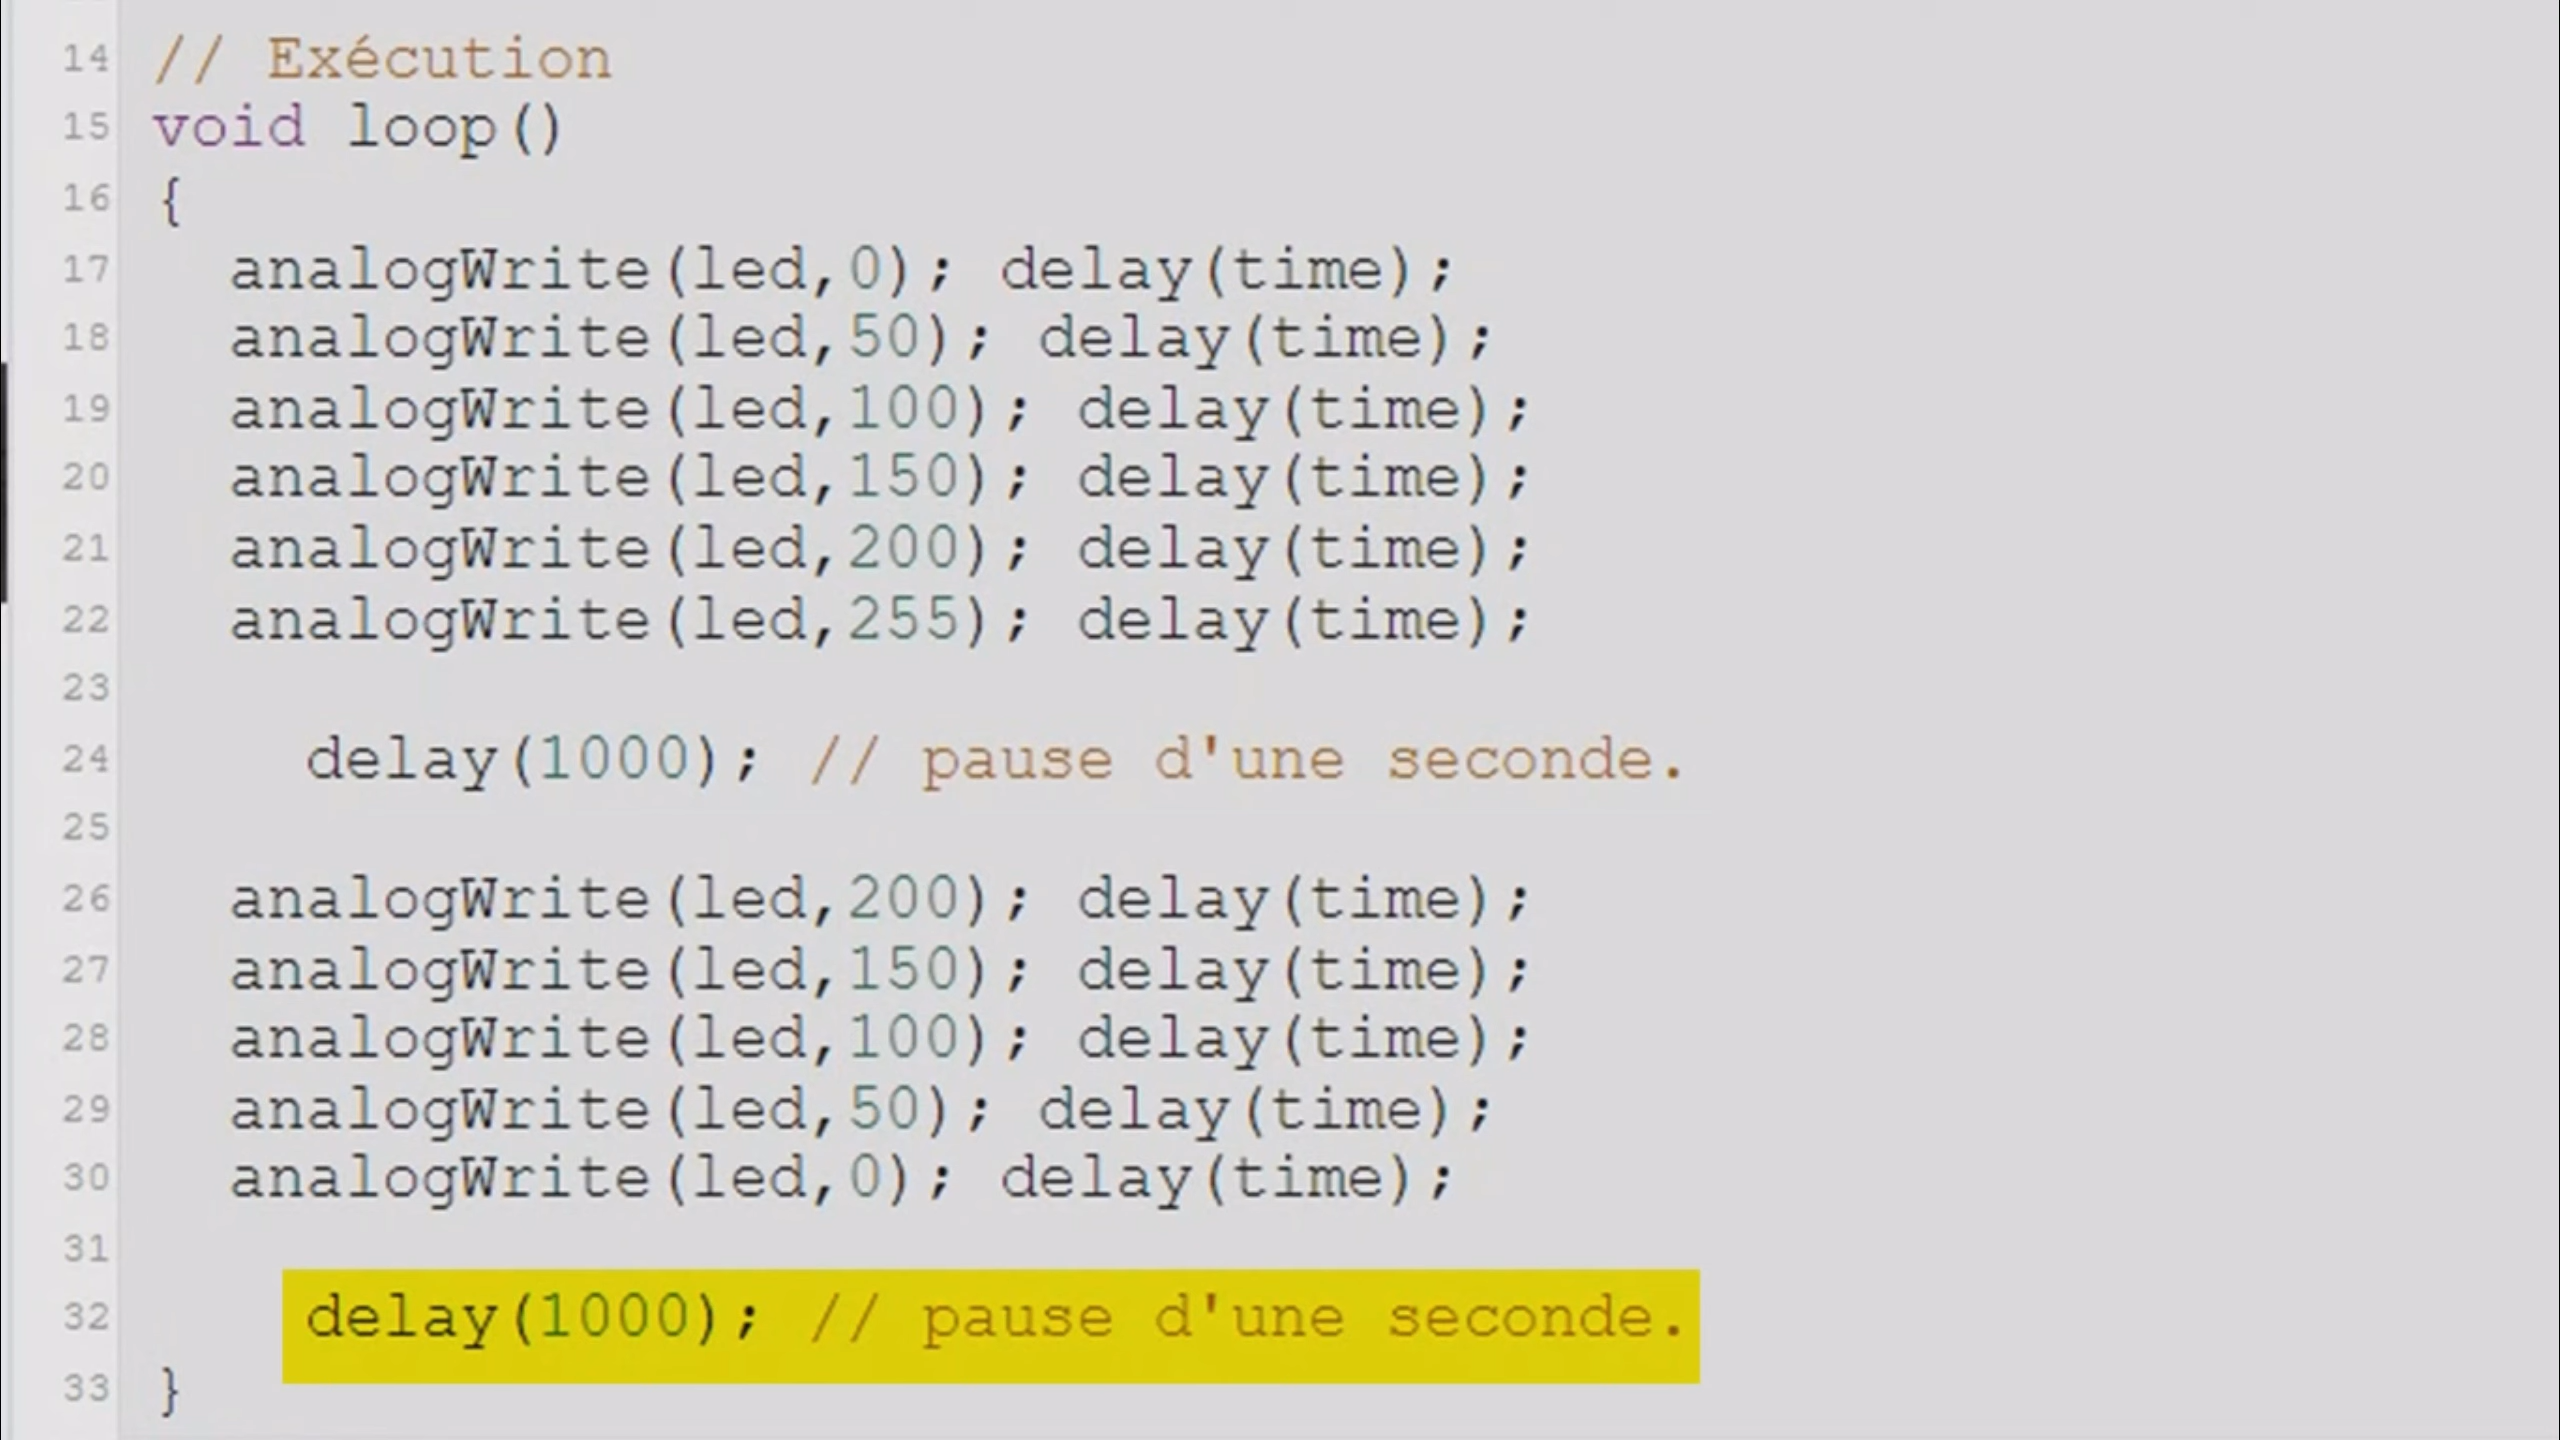 14 // Exécution
15 void loop()
16 {
17 analogWrite(led,0); delay(time);
18 analogWrite(led,50); delay(time);
19 analogWrite(led,100); delay(time);
20 analogWrite(led,150); delay(time);
21 analogWrite(led,200); delay(time);
22 analogWrite(led,255); delay(time);
23
24 delay(1000); // pause d'une seconde.
25
26 analogWrite(led,200); delay(time);
27 analogWrite(led,150); delay(time);
28 analogWrite(led,100); delay(time);
29 analogWrite(led,50); delay(time);
30 analogWrite(led,0); delay(time);
31
32 delay(1000); // pause d'une seconde.
33 }